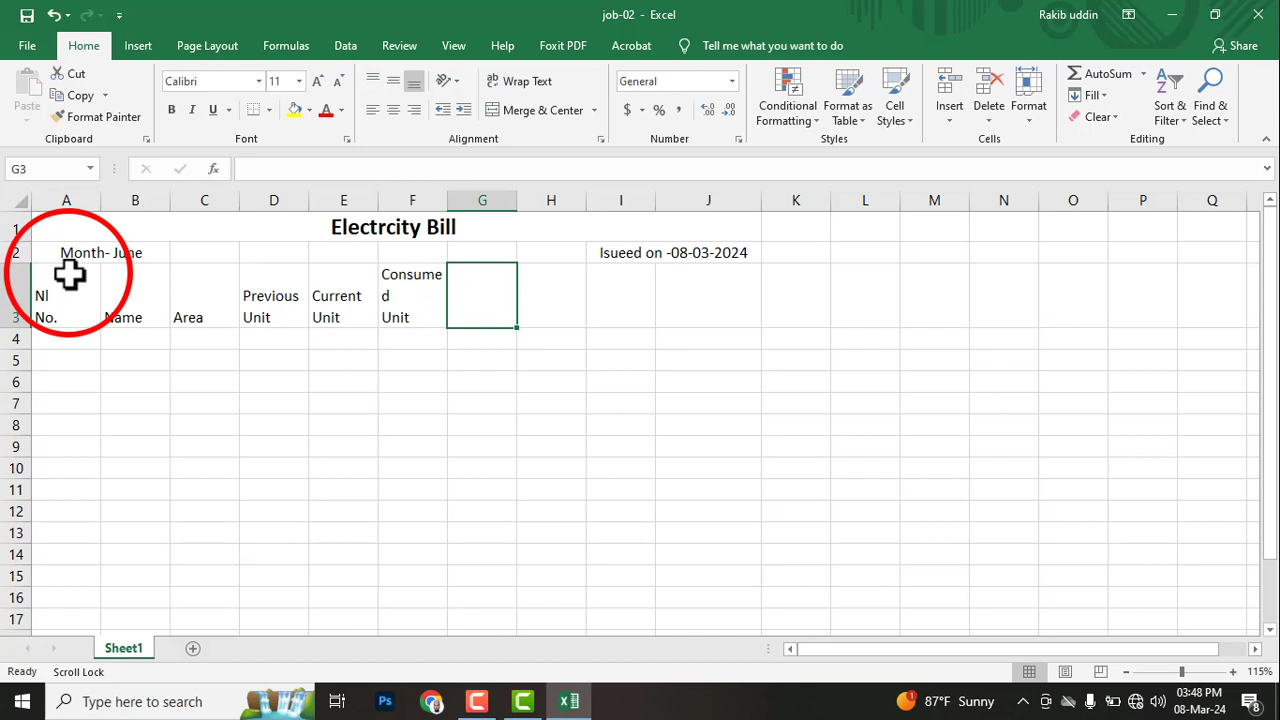 job-02 - Excel
Rakib uddin
File Home Insert Page Layout Formulas Data Review View Help Foxit PDF Acrobat Tell me what you want to do Share
Paste
Cut
Copy
Format Painter
Clipboard
Calibri 11
B I U
Font
Wrap Text
Merge & Center
Alignment
General
$ %
Number
Conditional
Formatting
Format as
Table
Cell
Styles
Styles
Insert Delete Format
Cells
AutoSum
Fill
Clear
Sort &
Filter
Find &
Select
Editing
G3 fx
A B C D E F G H I J K L M N O P Q
1 Electrcity Bill
2 Month- June Isueed on -08-03-2024
Consume
Nl Previous Current d
3 No. Name Area Unit Unit Unit
4
5
6
7
8
9
10
11
12
13
14
15
16
17
Sheet1
Ready Scroll Lock 115%
Type here to search
87°F Sunny
03:48 PM
08-Mar-24
8